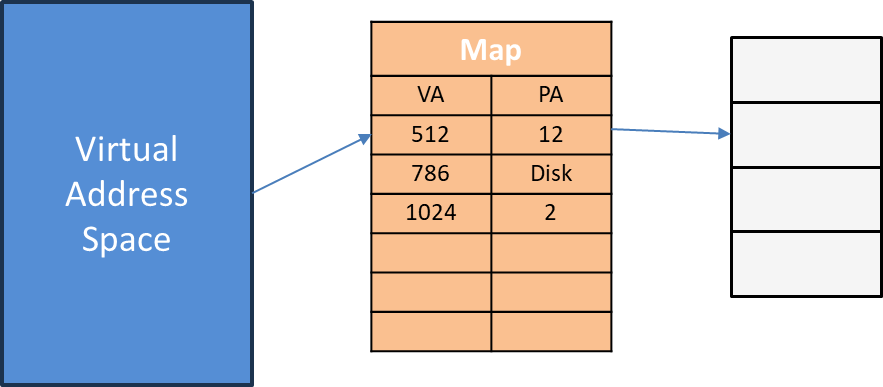 Virtual
Address
Space
Map
VA PA
512 12
786 Disk
1024 2